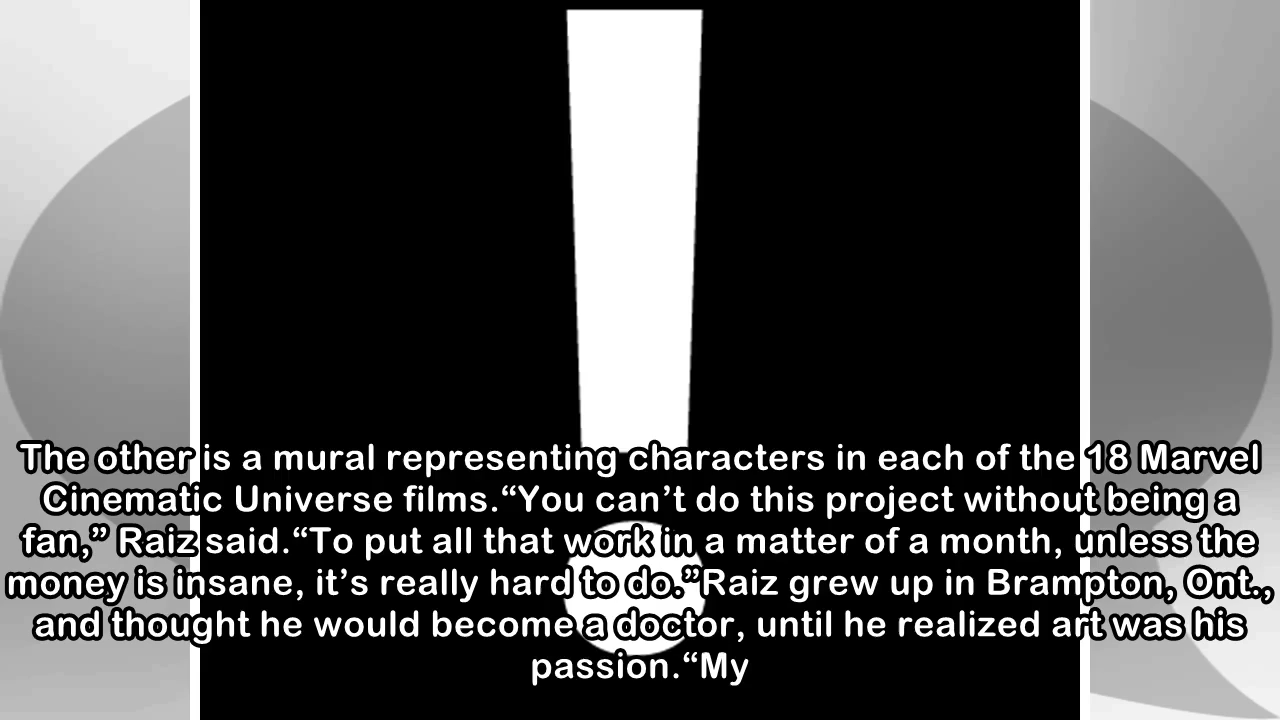 The other is a mural representing characters in each of the 18 Marvel
Cinematic Universe films.“You can’t do this project without being a
fan,” Raiz said.“To put all that work in a matter of a month, unless the
money is insane, it’s really hard to do.”Raiz grew up in Brampton, Ont.,
and thought he would become a doctor, until he realized art was his
passion.“My